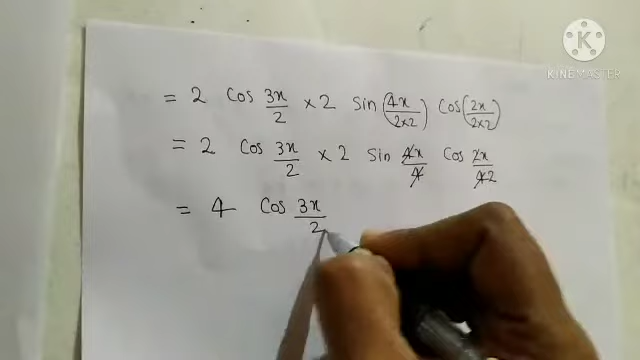 = 2 Cos 3x/2 × 2 Sin (4x/2×2) Cos (2x/2×2)
= 2 Cos 3x/2 × 2 Sin 4x/4 Cos 2x/4 2
= 4 Cos 3x/2
KINEMASTER